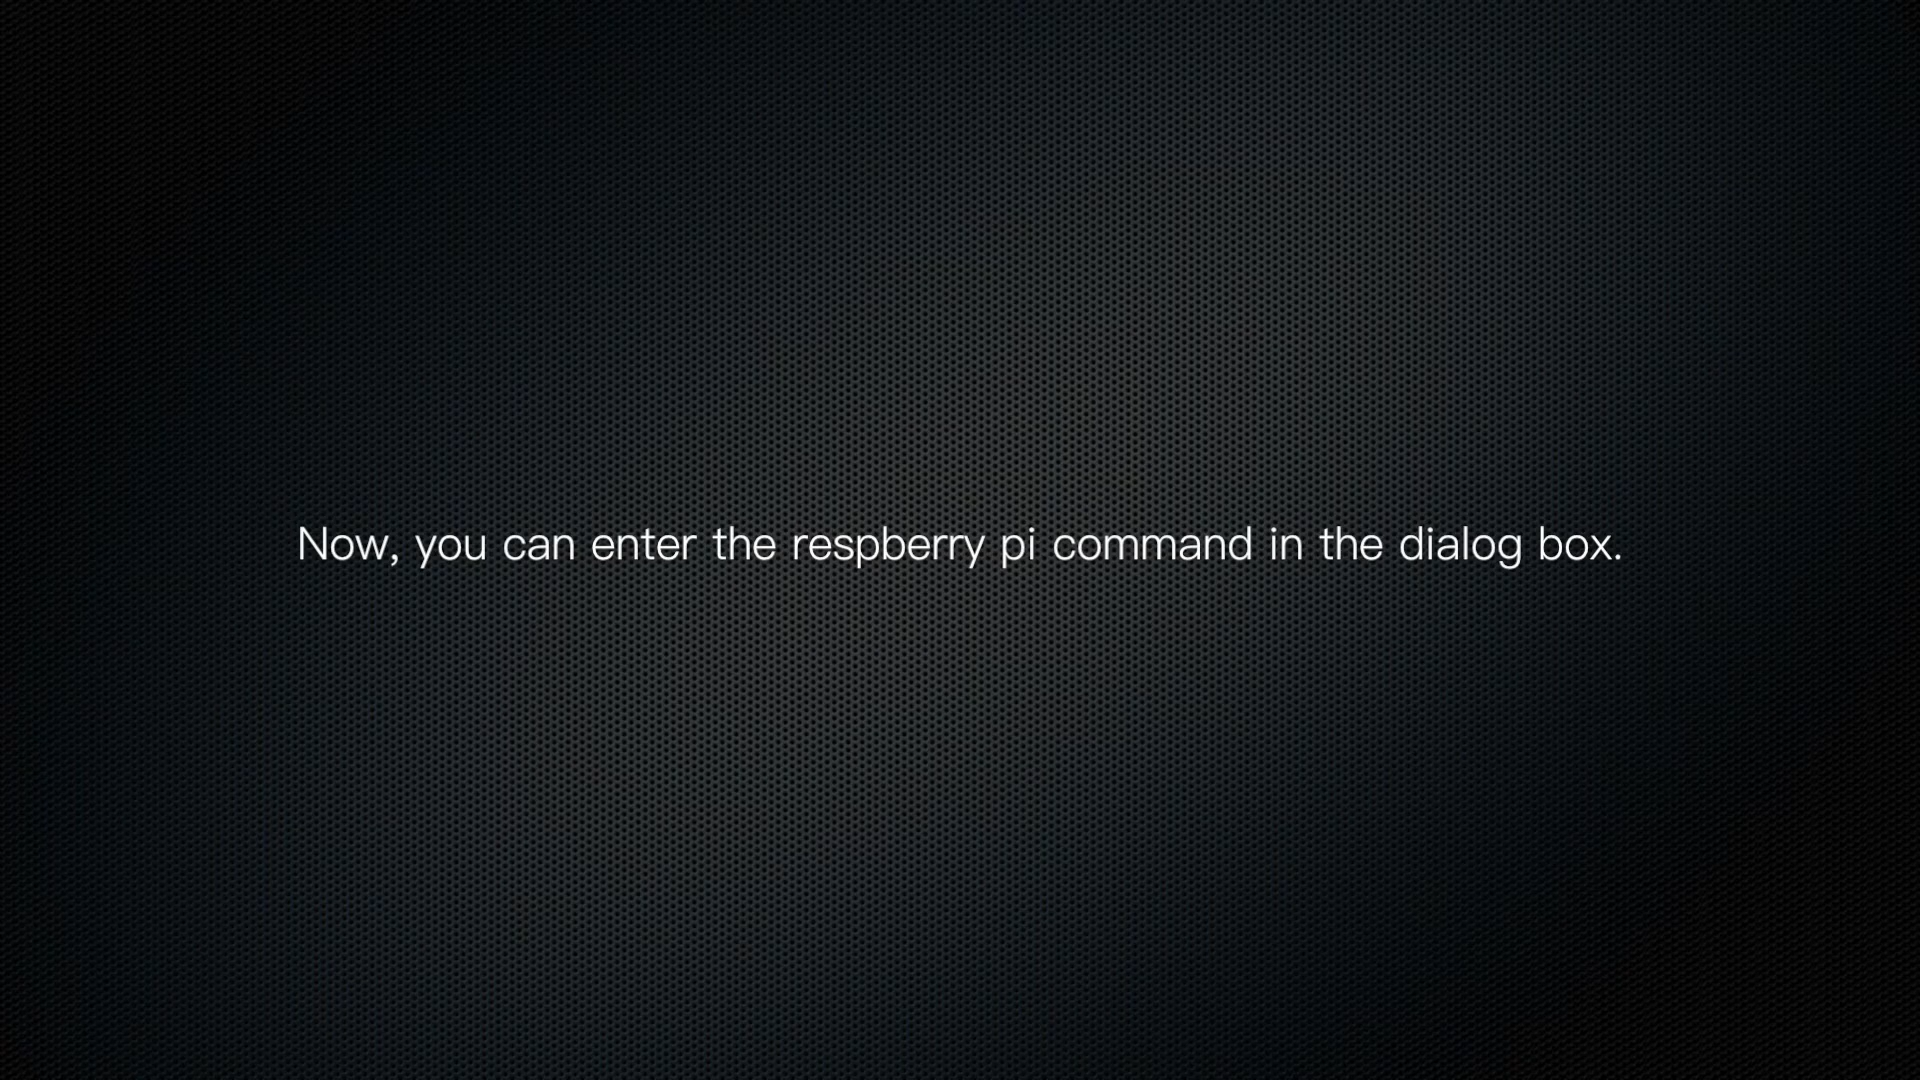 Now, you can enter the respberry pi command in the dialog box.